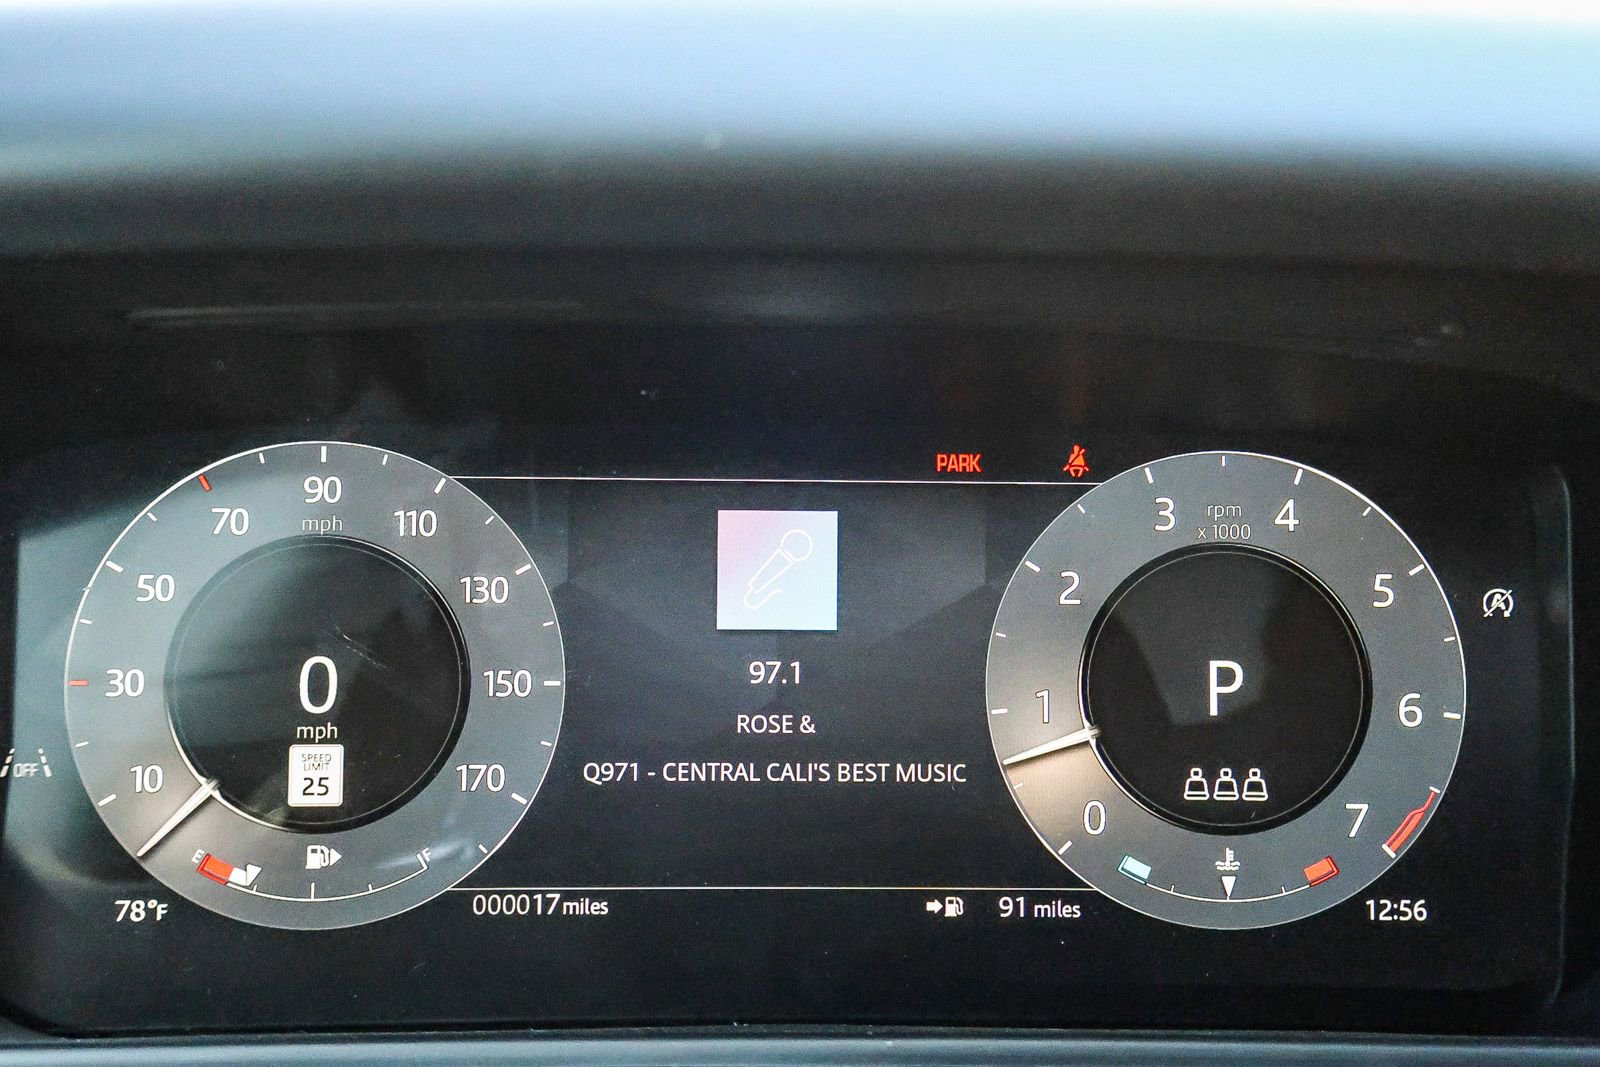 PARK
90
mph
70
110
50
130
30
150
10
170
0
mph
SPEED
LIMIT
25
E
F
78°F
OFF
97.1
ROSE &
Q971 - CENTRAL CALI'S BEST MUSIC
000017 miles
91 miles
3
rpm
x 1000
4
2
5
1
6
0
7
P
A
12:56